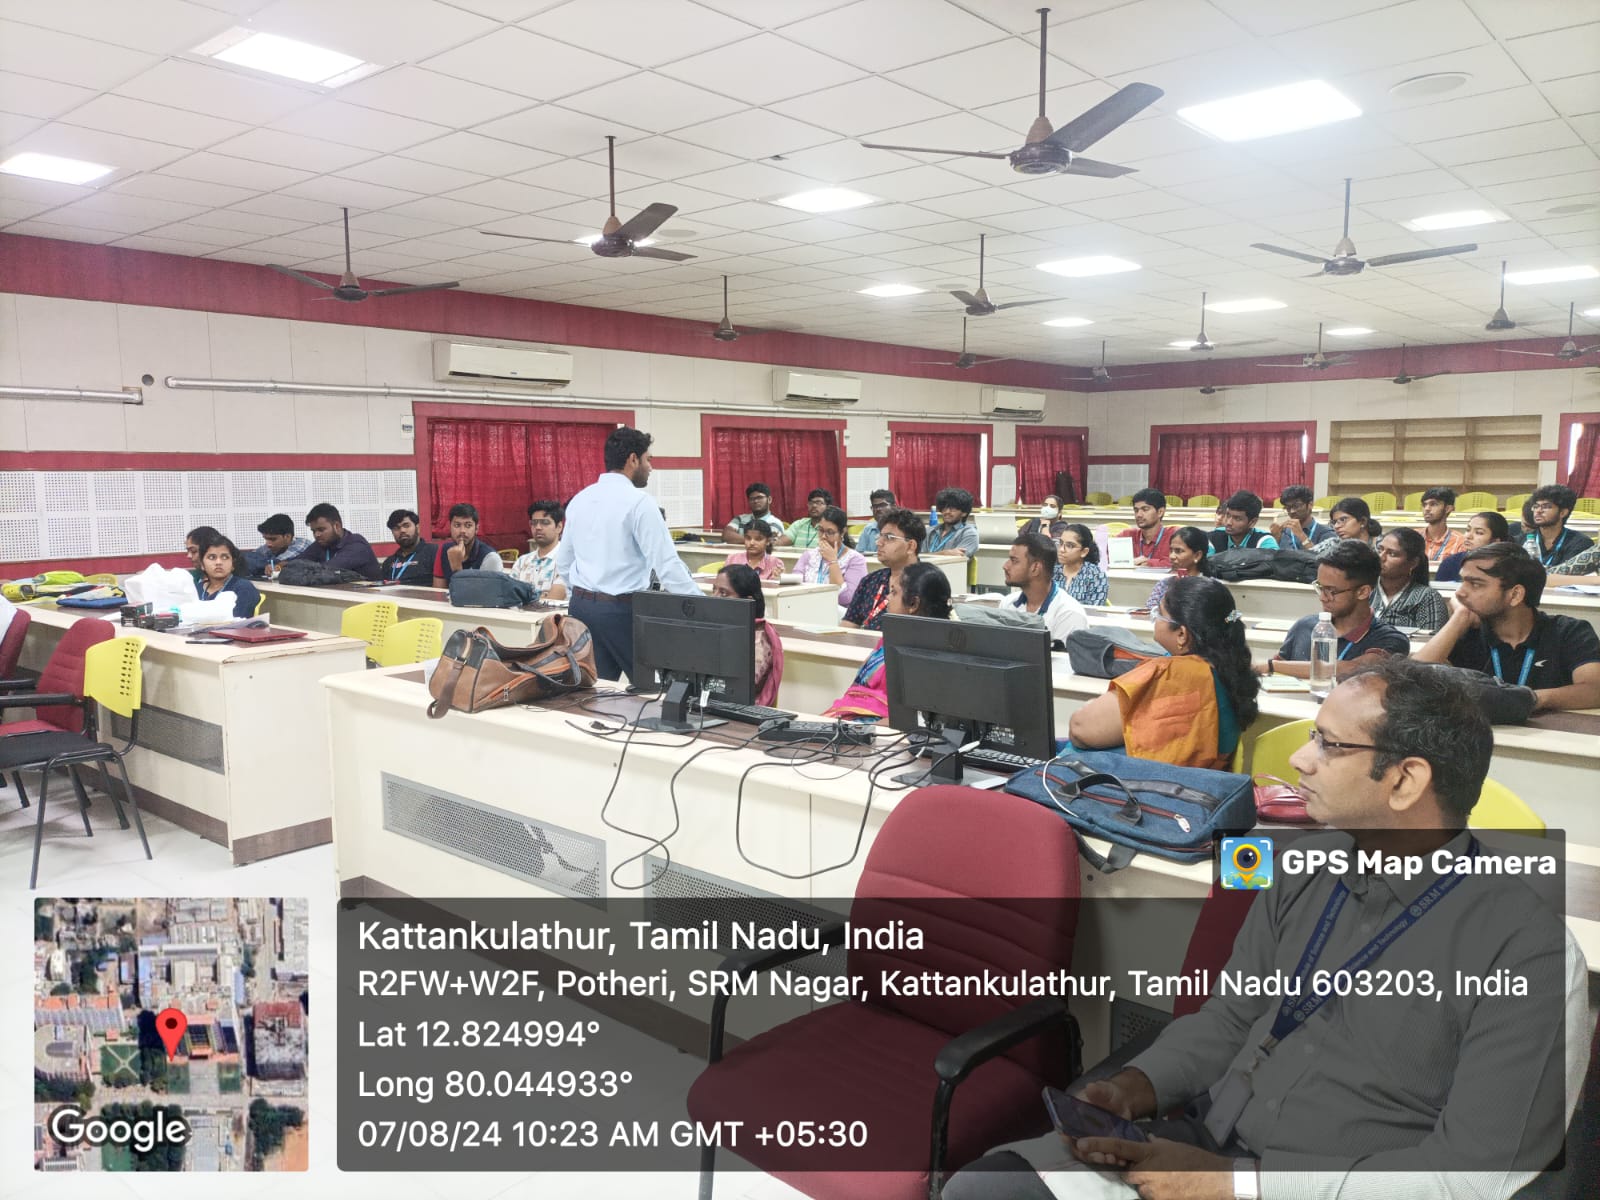 GPS Map Camera
Kattankulathur, Tamil Nadu, India
R2FW+W2F, Potheri, SRM Nagar, Kattankulathur, Tamil Nadu 603203, India
Lat 12.824994°
Long 80.044933°
07/08/24 10:23 AM GMT +05:30
Google